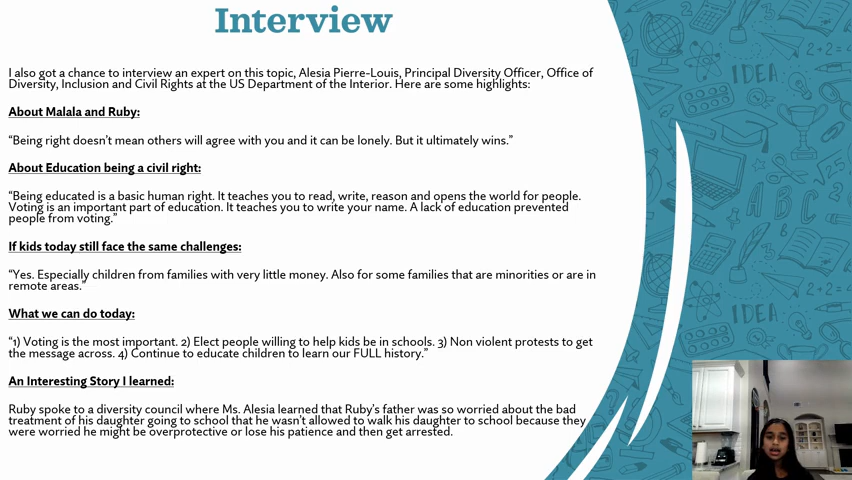 Interview
I also got a chance to interview an expert on this topic, Alesia Pierre-Louis, Principal Diversity Officer, Office of
Diversity, Inclusion and Civil Rights at the US Department of the Interior. Here are some highlights:
About Malala and Ruby:
“Being right doesn’t mean others will agree with you and it can be lonely. But it ultimately wins.”
About Education being a civil right:
“Being educated is a basic human right. It teaches you to read, write, reason and opens the world for people.
Voting is an important part of education. It teaches you to write your name. A lack of education prevented
people from voting.”
If kids today still face the same challenges:
“Yes. Especially children from families with very little money. Also for some families that are minorities or are in
remote areas.”
What we can do today:
“1) Voting is the most important. 2) Elect people willing to help kids be in schools. 3) Non violent protests to get
the message across. 4) Continue to educate children to learn our FULL history.”
An Interesting Story I learned:
Ruby spoke to a diversity council where Ms. Alesia learned that Ruby’s father was so worried about the bad
treatment of his daughter going to school that he wasn’t allowed to walk his daughter to school because they
were worried he might be overprotective or lose his patience and then get arrested.
IDEA
2+2=
ABC
2+2=
IDEA
ABC